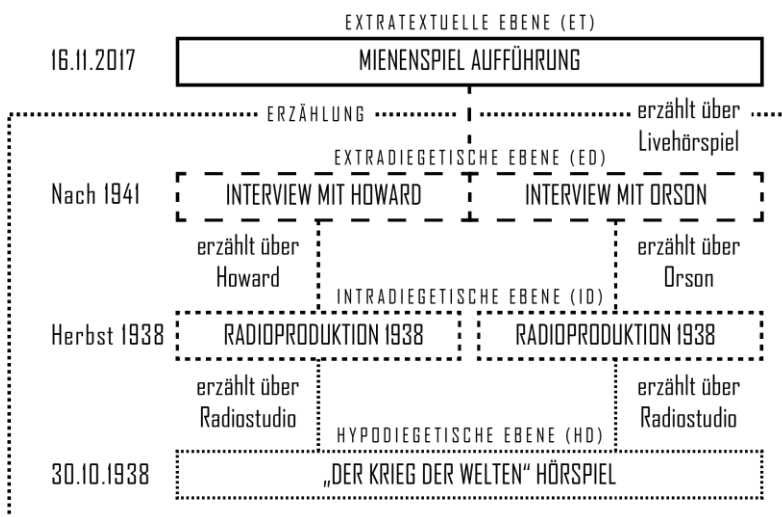 EXTRATEXTUELLE EBENE (ET)
16.11.2017
MIENENSPIEL AUFFÜHRUNG
ERZÄHLUNG
erzählt über
Livehörspiel
EXTRADIEGETISCHE EBENE (ED)
Nach 1941
INTERVIEW MIT HOWARD
INTERVIEW MIT ORSON
erzählt über
Howard
erzählt über
Orson
INTRADIEGETISCHE EBENE (ID)
Herbst 1938
RADIOPRODUKTION 1938
RADIOPRODUKTION 1938
erzählt über
Radiostudio
erzählt über
Radiostudio
HYPODIEGETISCHE EBENE (HD)
30.10.1938
„DER KRIEG DER WELTEN“ HÖRSPIEL